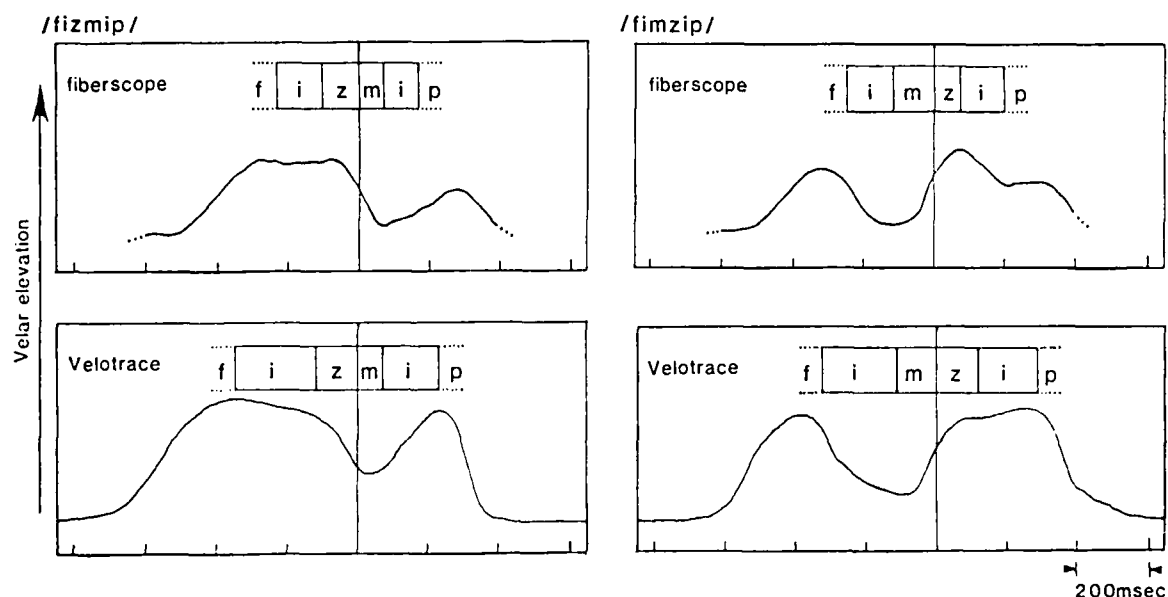 /fizmip/
fiberscope
f i z m i p
/fimzip/
fiberscope
f i m z i p
Velar elevation
Velotrace
f i z m i p
Velotrace
f i m z i p
200msec